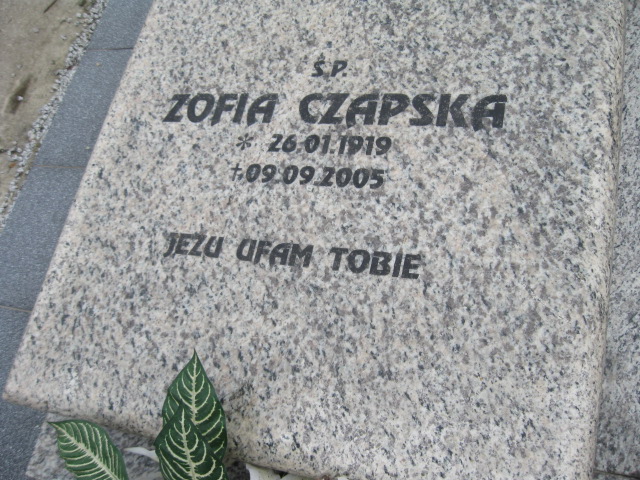 Ś.P.
ZOFIA CZAPSKA
* 26.01.1919
† 09.09.2005
JEZU UFAM TOBIE